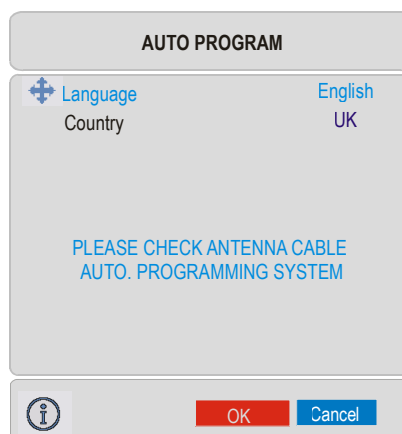 AUTO PROGRAM
Language English
Country UK
PLEASE CHECK ANTENNA CABLE
AUTO. PROGRAMMING SYSTEM
i OK Cancel